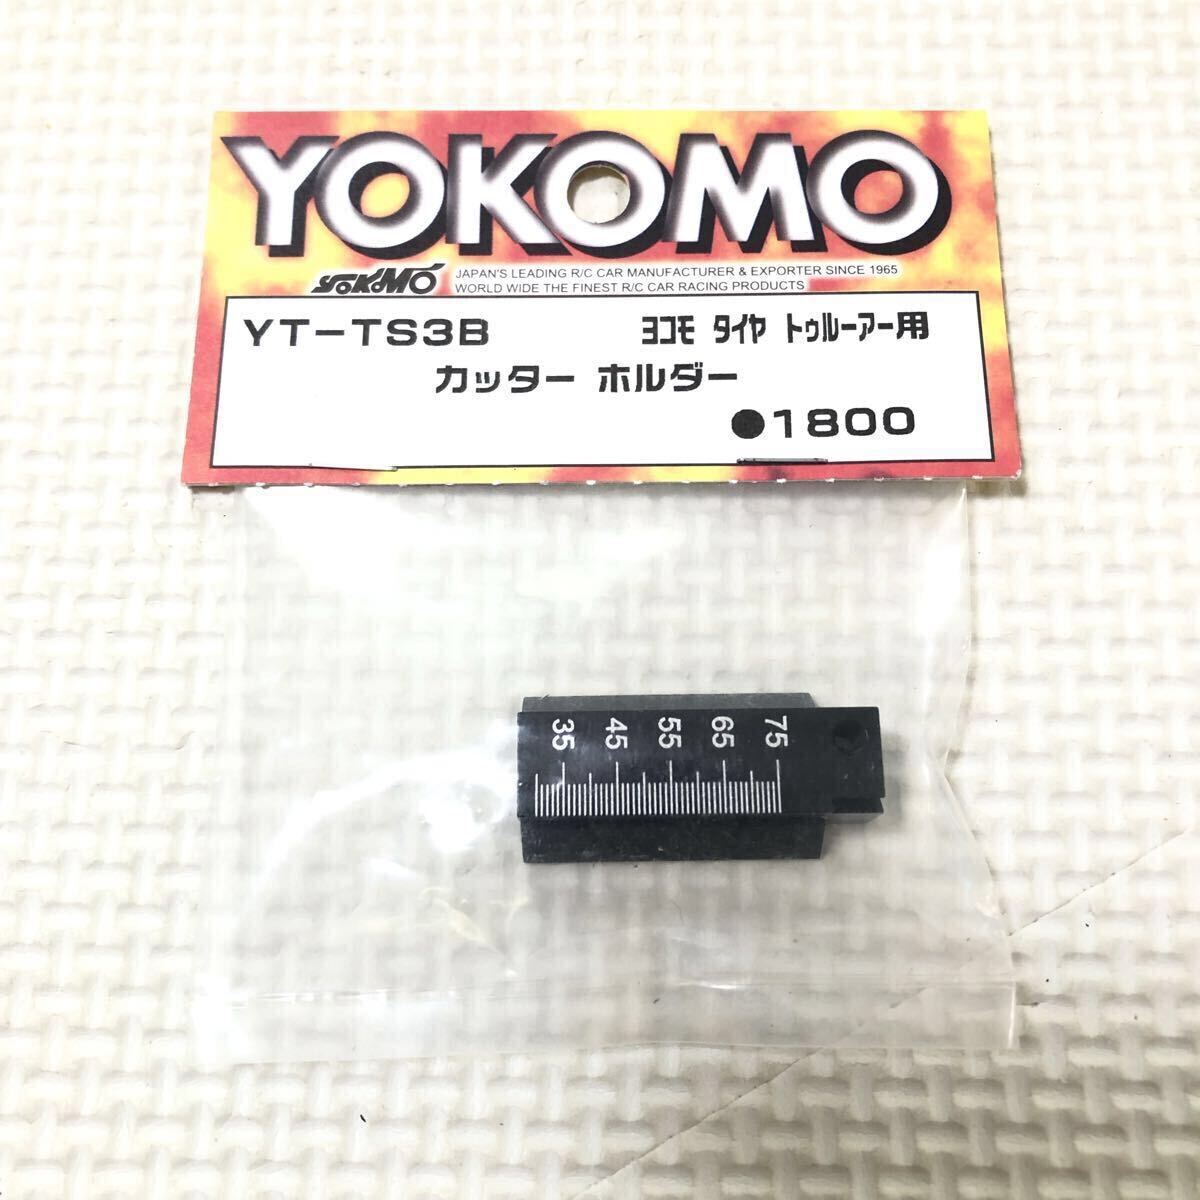 YOKOMO
YOKOMO
JAPAN'S LEADING R/C CAR MANUFACTURER & EXPORTER SINCE 1965
WORLD WIDE THE FINEST R/C CAR RACING PRODUCTS
YT-TS3B ヨコモ タイヤ トゥルーアー用
カッター ホルダー
●1800
35 45 55 65 75